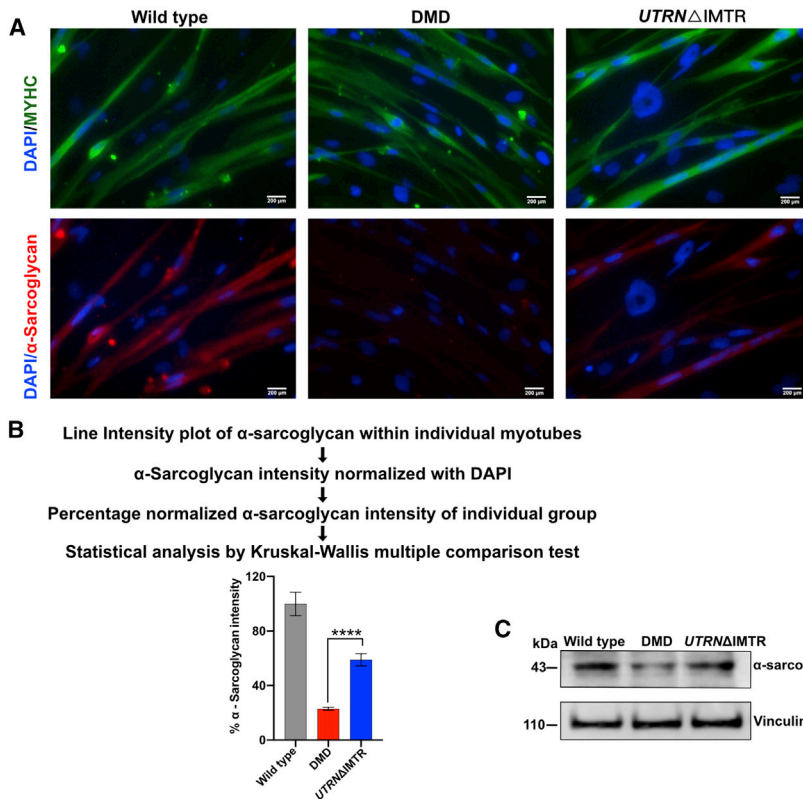 A
Wild type
DMD
UTRN△IMTR
DAPI/MYHC
200 µm
200 µm
200 µm
DAPI/α-Sarcoglycan
200 µm
200 µm
200 µm
B
Line Intensity plot of α-sarcoglycan within individual myotubes
α-Sarcoglycan intensity normalized with DAPI
Percentage normalized α-sarcoglycan intensity of individual group
Statistical analysis by Kruskal-Wallis multiple comparison test
% α - Sarcoglycan intensity
120
80
40
0
****
Wild type
DMD
UTRNΔIMTR
C
kDa
Wild type
DMD
UTRNΔIMTR
43
α-sarco
110
Vinculin